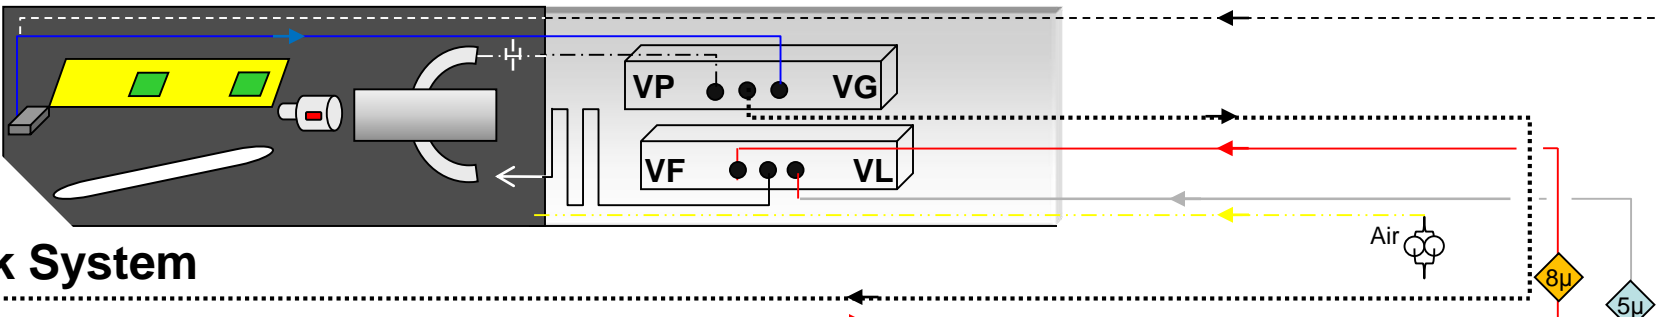 VP VG
VF VL
Air
k System
8µ
5µ